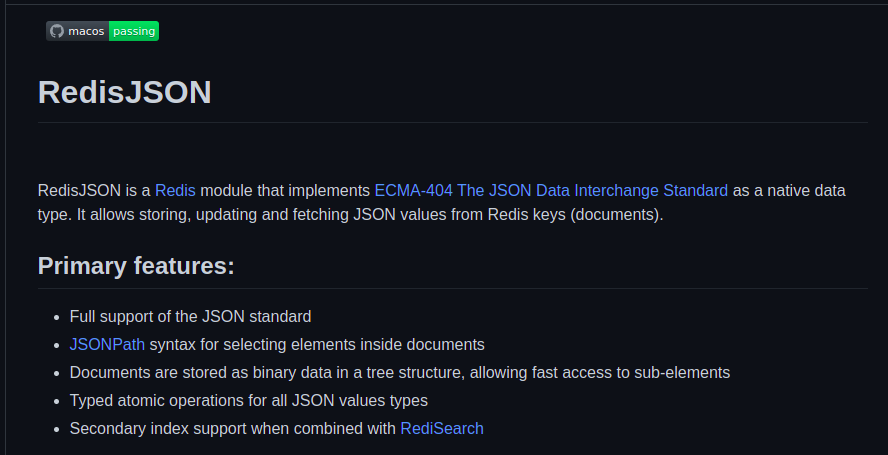 macos passing
RedisJSON
RedisJSON is a Redis module that implements ECMA-404 The JSON Data Interchange Standard as a native data
type. It allows storing, updating and fetching JSON values from Redis keys (documents).
Primary features:
• Full support of the JSON standard
• JSONPath syntax for selecting elements inside documents
• Documents are stored as binary data in a tree structure, allowing fast access to sub-elements
• Typed atomic operations for all JSON values types
• Secondary index support when combined with RediSearch